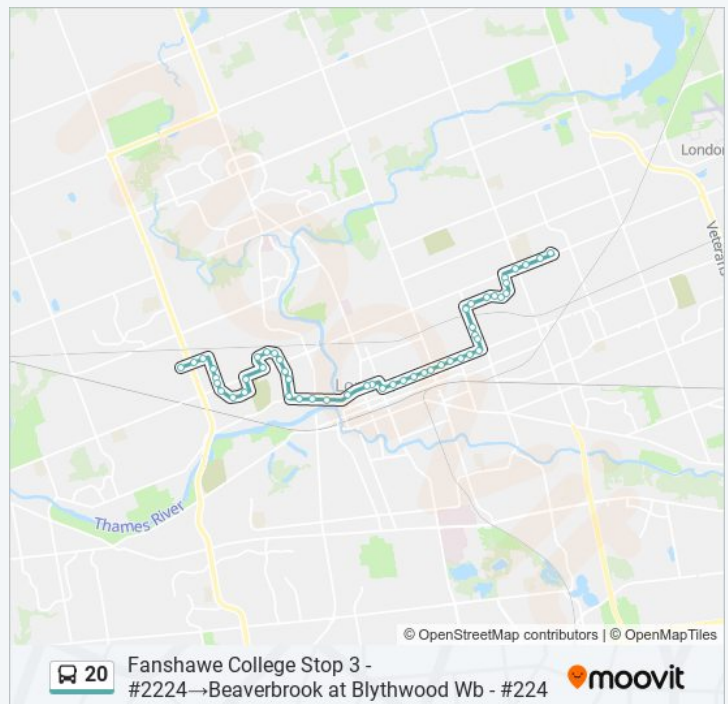 London
Veterans
Lo
Thames River
© OpenStreetMap contributors | © OpenMapTiles
20
Fanshawe College Stop 3 -
#2224→Beaverbrook at Blythwood Wb - #224
moovit